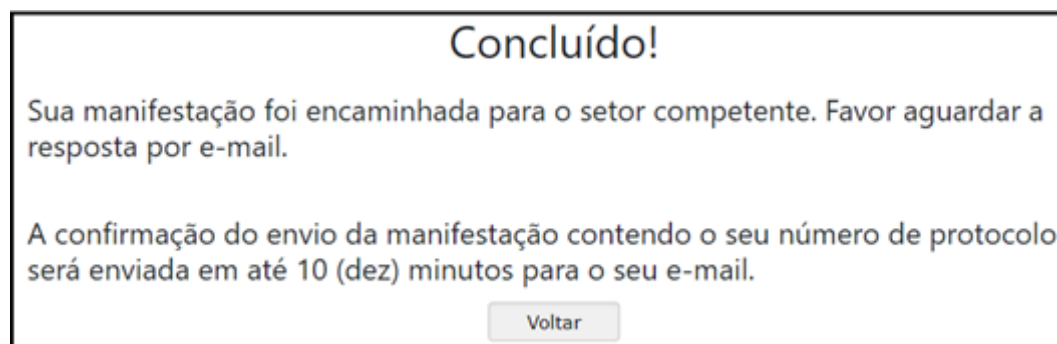 Concluído!
Sua manifestação foi encaminhada para o setor competente. Favor aguardar a
resposta por e-mail.
A confirmação do envio da manifestação contendo o seu número de protocolo
será enviada em até 10 (dez) minutos para o seu e-mail.
Voltar